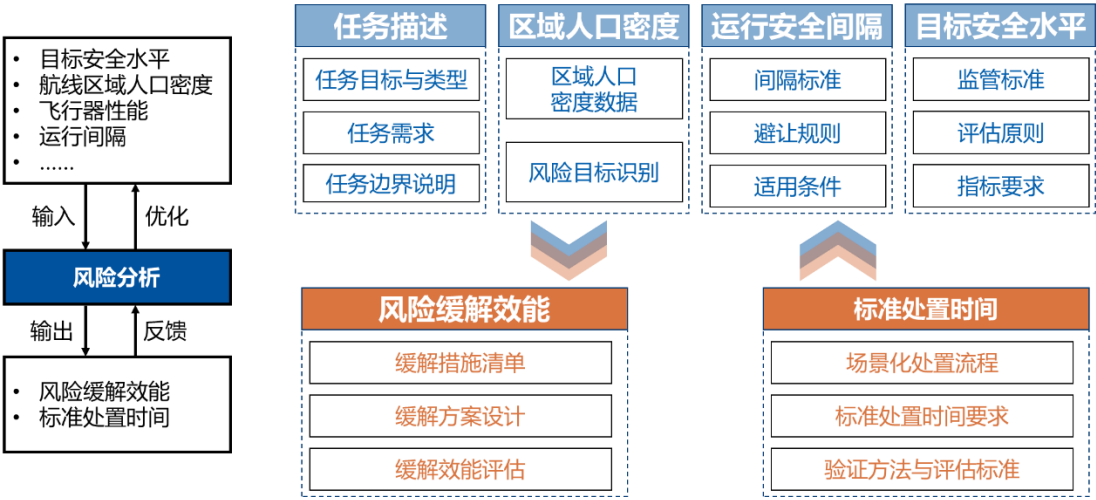 • 目标安全水平
• 航线区域人口密度
• 飞行器性能
• 运行间隔
• ……
输入
优化
风险分析
输出
反馈
• 风险缓解效能
• 标准处置时间
任务描述
任务目标与类型
任务需求
任务边界说明
区域人口密度
区域人口
密度数据
风险目标识别
运行安全间隔
间隔标准
避让规则
适用条件
目标安全水平
监管标准
评估原则
指标要求
风险缓解效能
缓解措施清单
缓解方案设计
缓解效能评估
标准处置时间
场景化处置流程
标准处置时间要求
验证方法与评估标准